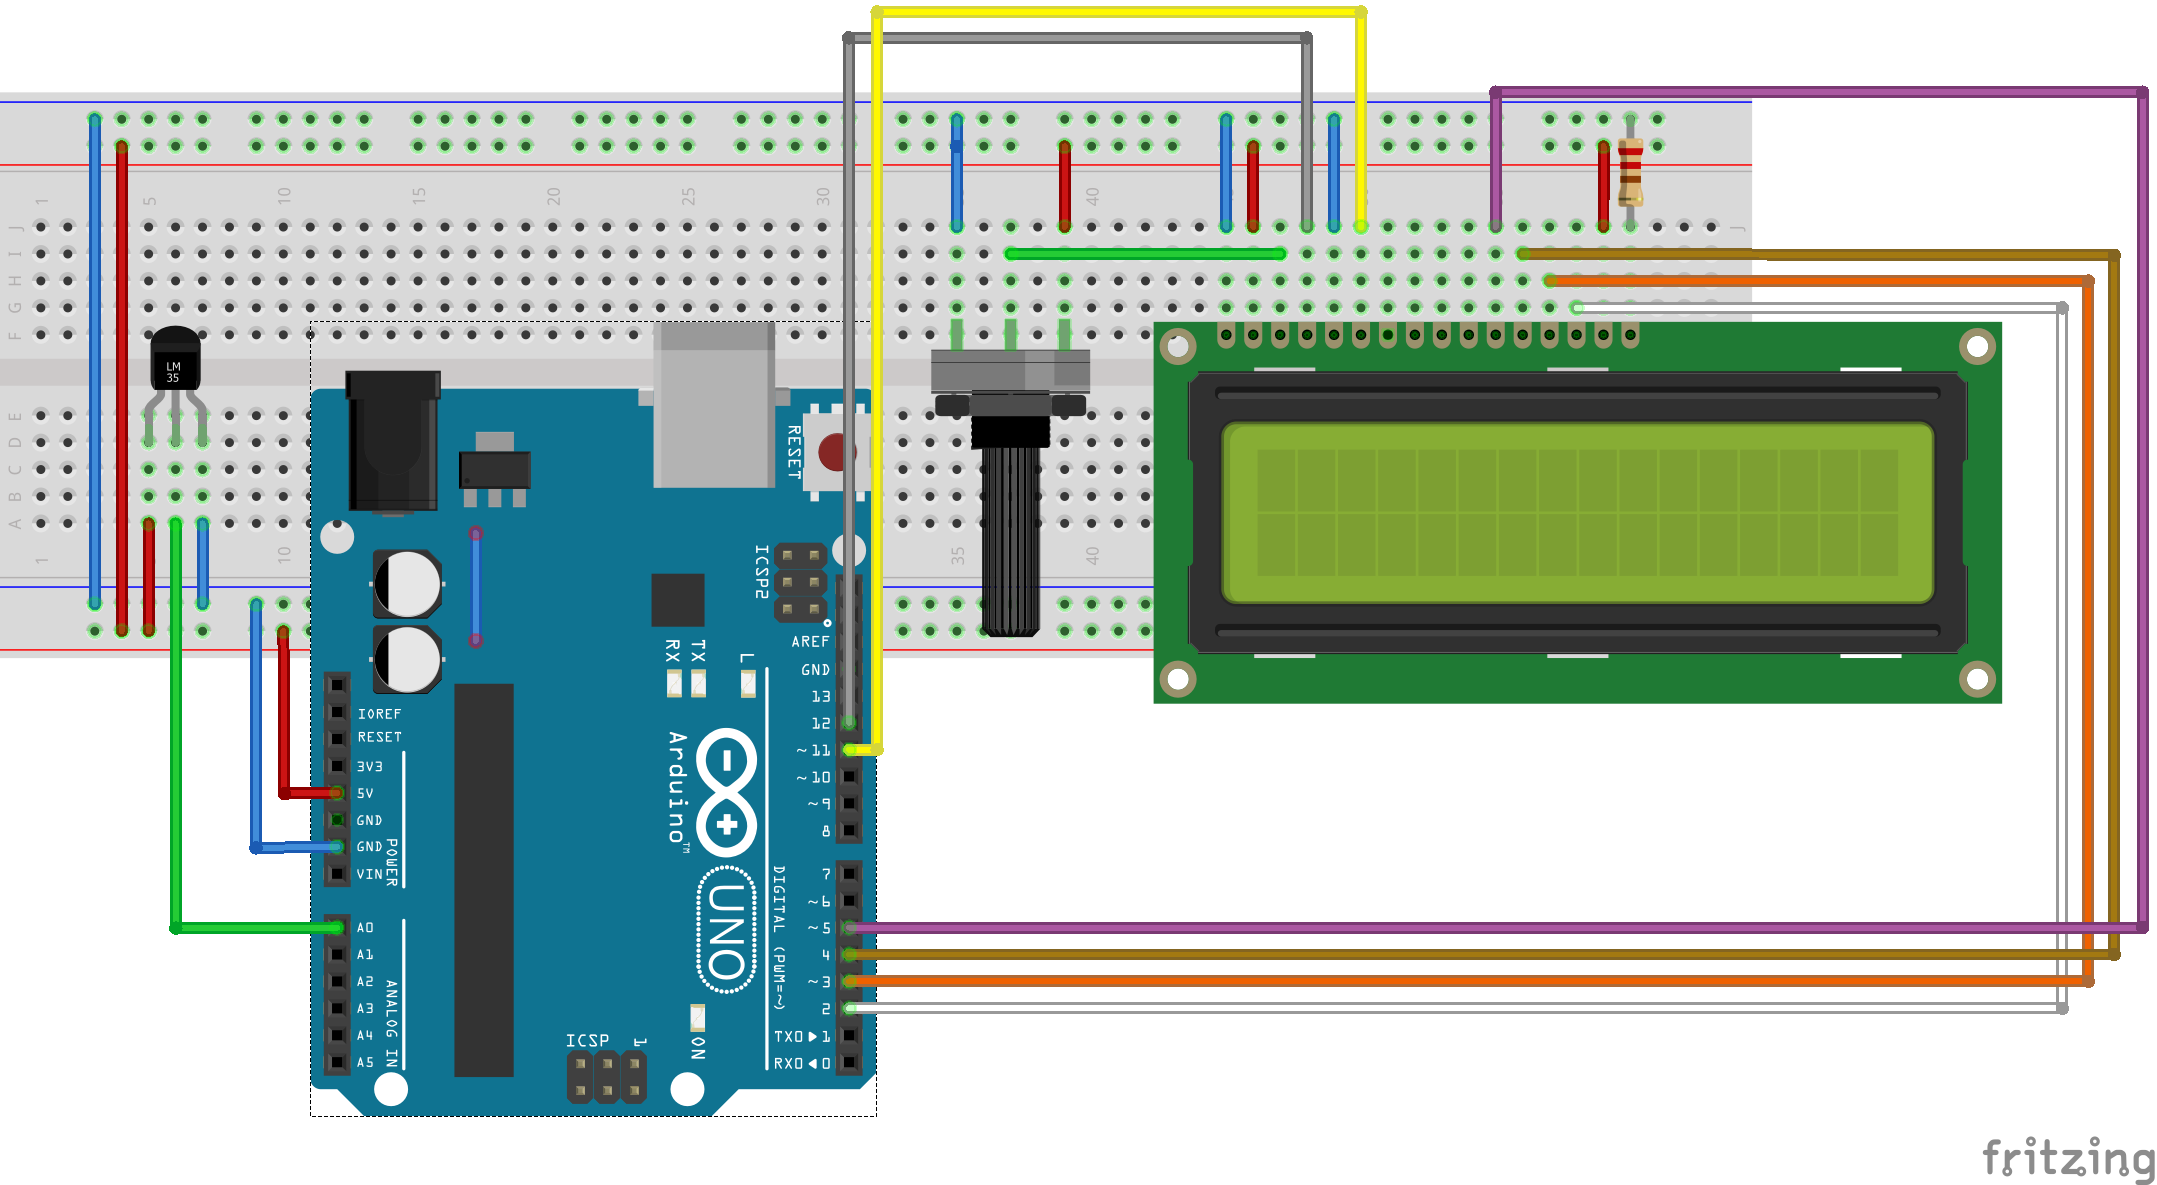 1
5
10
15
20
25
30
40
J
I
H
G
F
J
LM
35
E
D
C
B
A
1
10
35
40
RESET
ICSP2
AREF
GND
13
12
~11
~10
~9
8
7
~6
~5
4
~3
2
TX0▶1
RX0◀0
RX
TX
L
IOREF
RESET
3V3
5V
GND
GND
VIN
POWER
A0
A1
A2
A3
A4
A5
ANALOG IN
Arduino™
UNO
DIGITAL (PWM=~)
ON
ICSP
1
fritzing